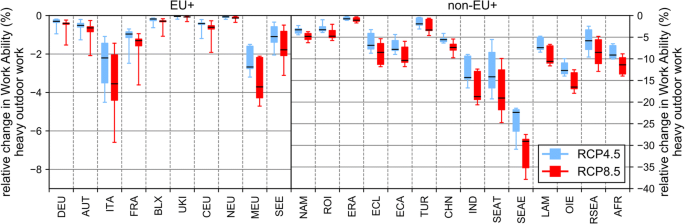 EU+
non-EU+
relative change in Work Ability (%)
heavy outdoor work
0
−2
−4
−6
−8
DEU
AUT
ITA
FRA
BLX
UKI
CEU
NEU
MEU
SEE
NAM
ROI
ERA
ECL
ECA
TUR
CHN
IND
SEAT
SEAE
LAM
OIE
RSEA
AFR
0
−5
−10
−15
−20
−25
−30
−35
−40
relative change in Work Ability (%)
heavy outdoor work
RCP4.5
RCP8.5